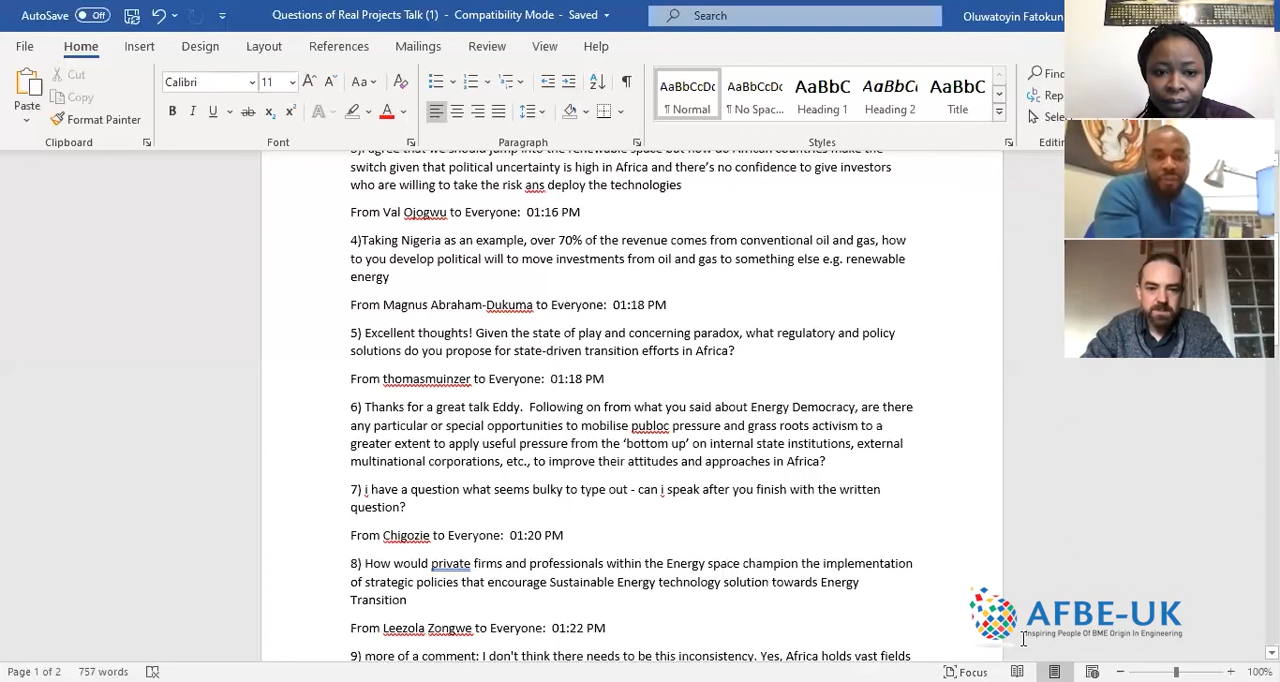 AutoSave Off
Questions of Real Projects Talk (1) - Compatibility Mode - Saved
Search
Oluwatoyin Fatokun
File Home Insert Design Layout References Mailings Review View Help
Paste
Cut
Copy
Format Painter
Clipboard
Calibri 11
Font
Paragraph
AaBbCcDc ¶ Normal
AaBbCcDc ¶ No Spac...
AaBbC Heading 1
AaBbCc Heading 2
AaBbC Title
Styles
Find
Rep
Sele
Editin
switch given that political uncertainty is high in Africa and there's no confidence to give investors
who are willing to take the risk ans deploy the technologies
From Val Ojogwu to Everyone: 01:16 PM
4)Taking Nigeria as an example, over 70% of the revenue comes from conventional oil and gas, how
to you develop political will to move investments from oil and gas to something else e.g. renewable
energy
From Magnus Abraham-Dukuma to Everyone: 01:18 PM
5) Excellent thoughts! Given the state of play and concerning paradox, what regulatory and policy
solutions do you propose for state-driven transition efforts in Africa?
From thomasmuinzer to Everyone: 01:18 PM
6) Thanks for a great talk Eddy. Following on from what you said about Energy Democracy, are there
any particular or special opportunities to mobilise publoc pressure and grass roots activism to a
greater extent to apply useful pressure from the 'bottom up' on internal state institutions, external
multinational corporations, etc., to improve their attitudes and approaches in Africa?
7) i have a question what seems bulky to type out - can i speak after you finish with the written
question?
From Chigozie to Everyone: 01:20 PM
8) How would private firms and professionals within the Energy space champion the implementation
of strategic policies that encourage Sustainable Energy technology solution towards Energy
Transition
From Leezola Zongwe to Everyone: 01:22 PM
9) more of a comment: I don't think there needs to be this inconsistency. Yes, Africa holds vast fields
AFBE-UK
Inspiring People Of BME Origin In Engineering
Page 1 of 2 757 words
Focus
100%